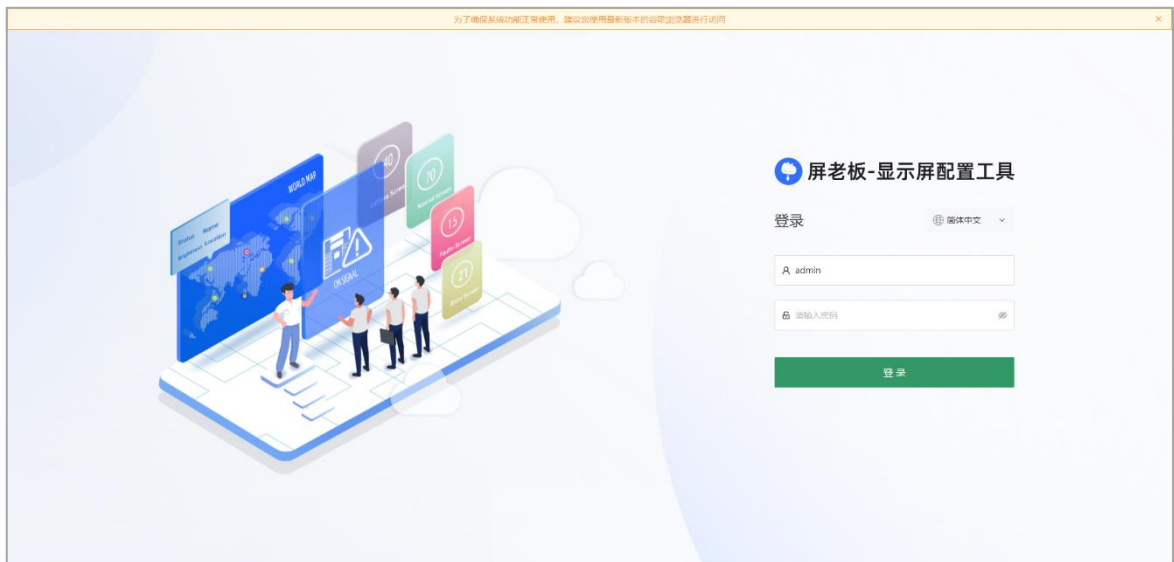 为了确保系统功能正常使用，建议您使用最新版本的谷歌浏览器进行访问
WORLD MAP
Status Name
Brightness Location
ON SIGNAL
40
70
15
21
屏老板-显示屏配置工具
登录
简体中文
admin
请输入密码
登录